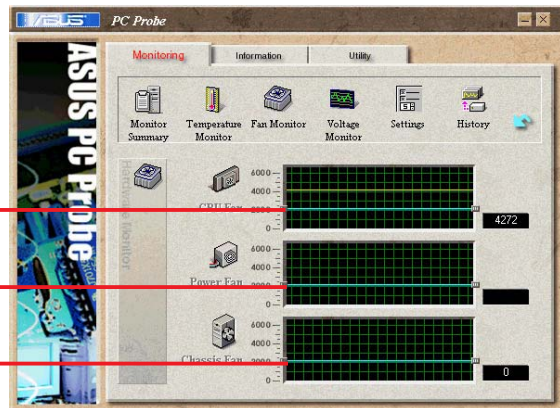 ASUS PC Probe
Monitoring Information Utility
ASUS PC Probe
Monitor Summary
Temperature Monitor
Fan Monitor
Voltage Monitor
Settings
History
Hardware Monitor
CPU Fan
6000
4000
2000
0
4272
Power Fan
6000
4000
2000
0
Chassis Fan
6000
4000
2000
0
0